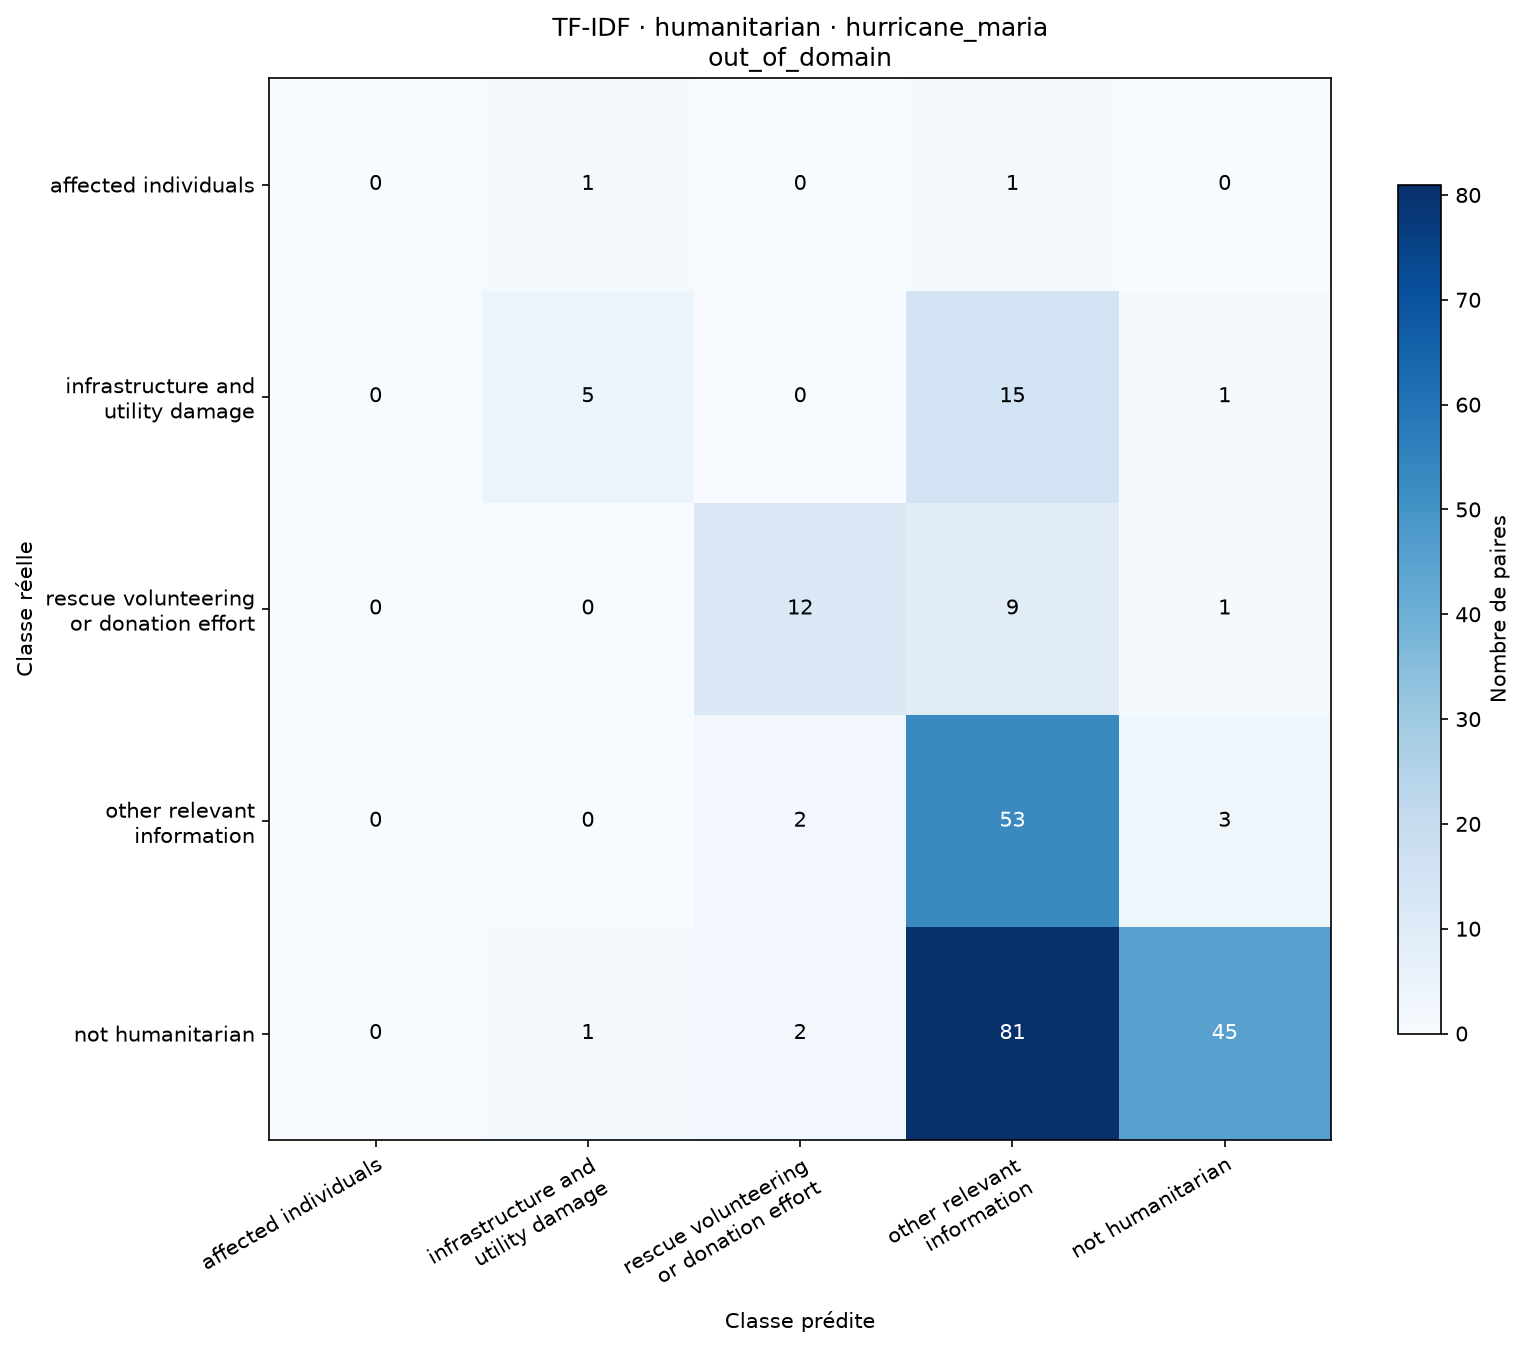 TF-IDF · humanitarian · hurricane_maria
out_of_domain
Classe réelle
affected individuals
0 1 0 1 0
infrastructure and
utility damage
0 5 0 15 1
rescue volunteering
or donation effort
0 0 12 9 1
other relevant
information
0 0 2 53 3
not humanitarian
0 1 2 81 45
affected individuals
infrastructure and
utility damage
rescue volunteering
or donation effort
other relevant
information
not humanitarian
Classe prédite
80
70
60
50
40
30
20
10
0
Nombre de paires